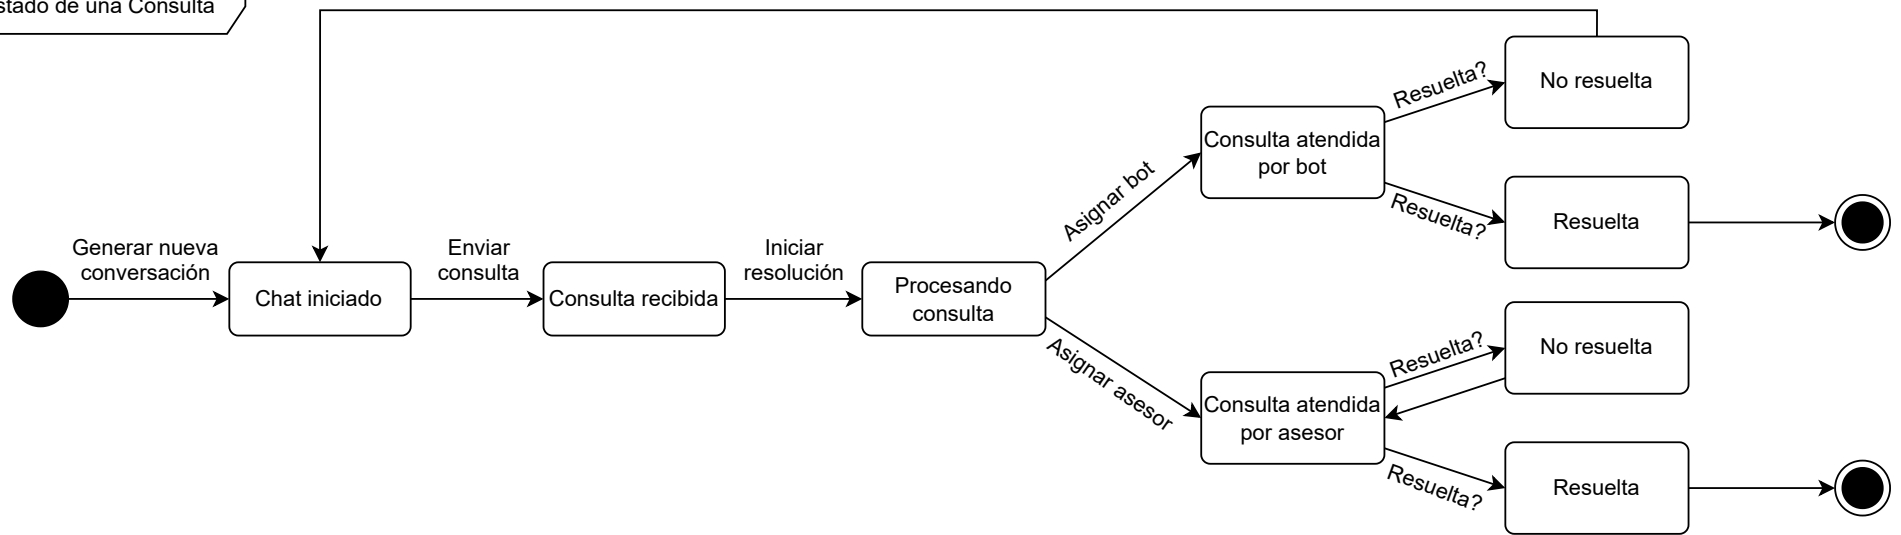 de una Consulta
Generar nueva
conversación
Chat iniciado
Enviar
consulta
Consulta recibida
Iniciar
resolución
Procesando
consulta
Asignar bot
Asignar asesor
Consulta atendida
por bot
Resuelta?
No resuelta
Resuelta?
Resuelta
Consulta atendida
por asesor
Resuelta?
No resuelta
Resuelta?
Resuelta